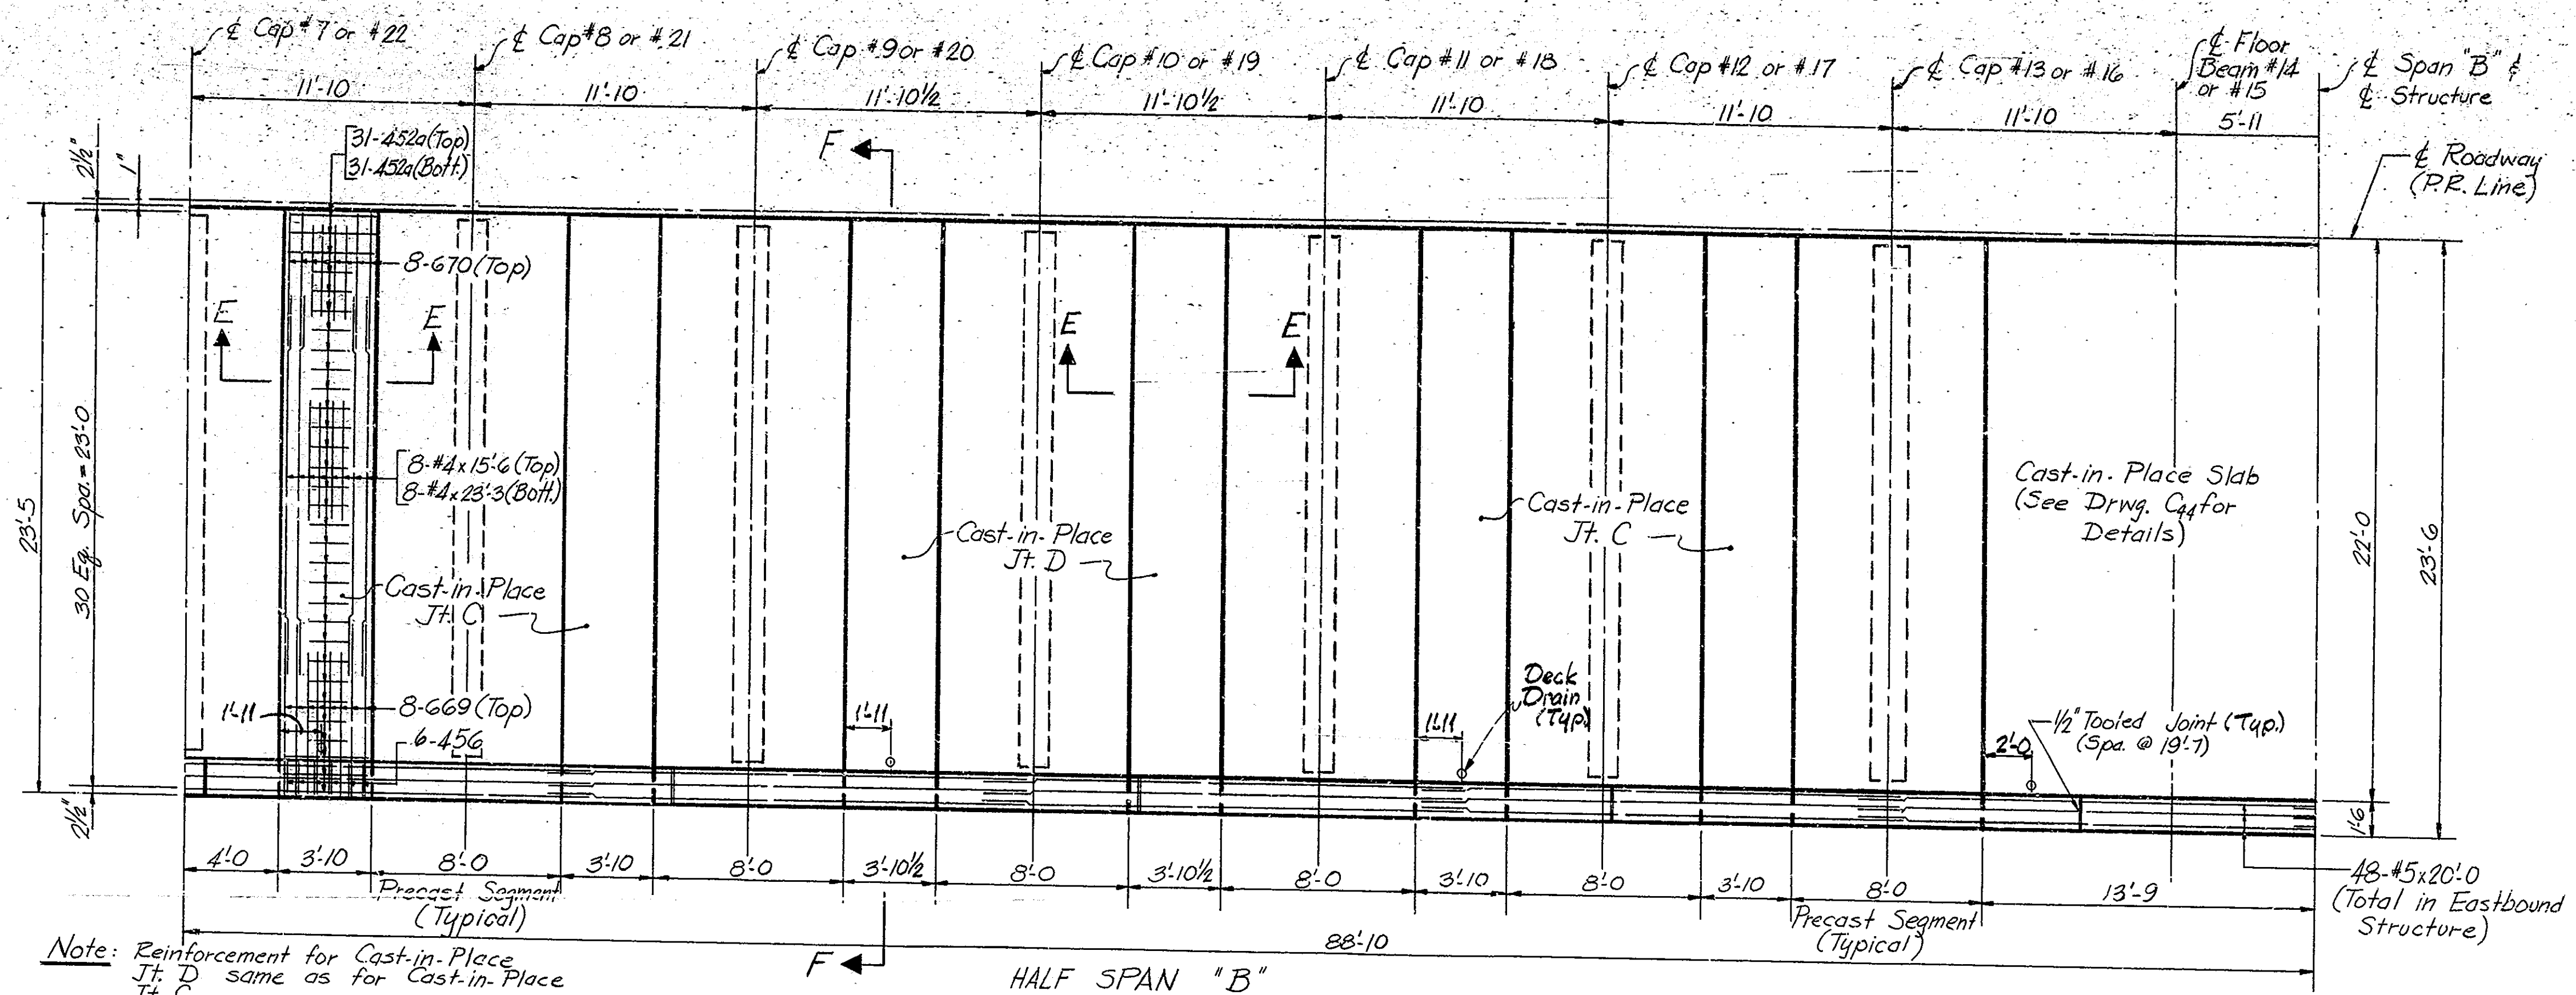 ℄ Cap #7 or #22
℄ Cap #8 or #21
℄ Cap #9 or #20
℄ Cap #10 or #19
℄ Cap #11 or #18
℄ Cap #12 or #17
℄ Cap #13 or #16
℄ Floor
Beam #14
or #15
℄ Span "B" &
℄ Structure
11'-10
11'-10
11'-10½
11'-10½
11'-10
11'-10
11'-10
5'-11
2½"
1"
31-452a(Top)
31-452a(Bott.)
F
℄ Roadway
(P.R. Line)
8-670(Top)
E
E
E
E
23'-5
30 Eq. Spa. = 23'-0
8-#4x15'-6(Top)
8-#4x23'-3(Bott.)
Cast-in-Place
Jt. C
Cast-in-Place
Jt. D
Cast-in-Place
Jt. C
Cast-in-Place Slab
(See Drwg. C44 for
Details)
22'-0
23'-6
1'-11
8-669(Top)
6-456
1'-11
1'-11
Deck
Drain
(Typ.)
2'-0
½" Tooled Joint (Typ.)
(Spa. @ 19'-7)
2½"
1'-6
4'-0
3'-10
8'-0
3'-10
8'-0
3'-10½
8'-0
3'-10½
8'-0
3'-10
8'-0
3'-10
8'-0
13'-9
Precast Segment
(Typical)
Precast Segment
(Typical)
48-#5x20'-0
(Total in Eastbound
Structure)
88'-10
Note: Reinforcement for Cast-in-Place
Jt. D same as for Cast-in-Place
Jt. C
F
HALF SPAN "B"